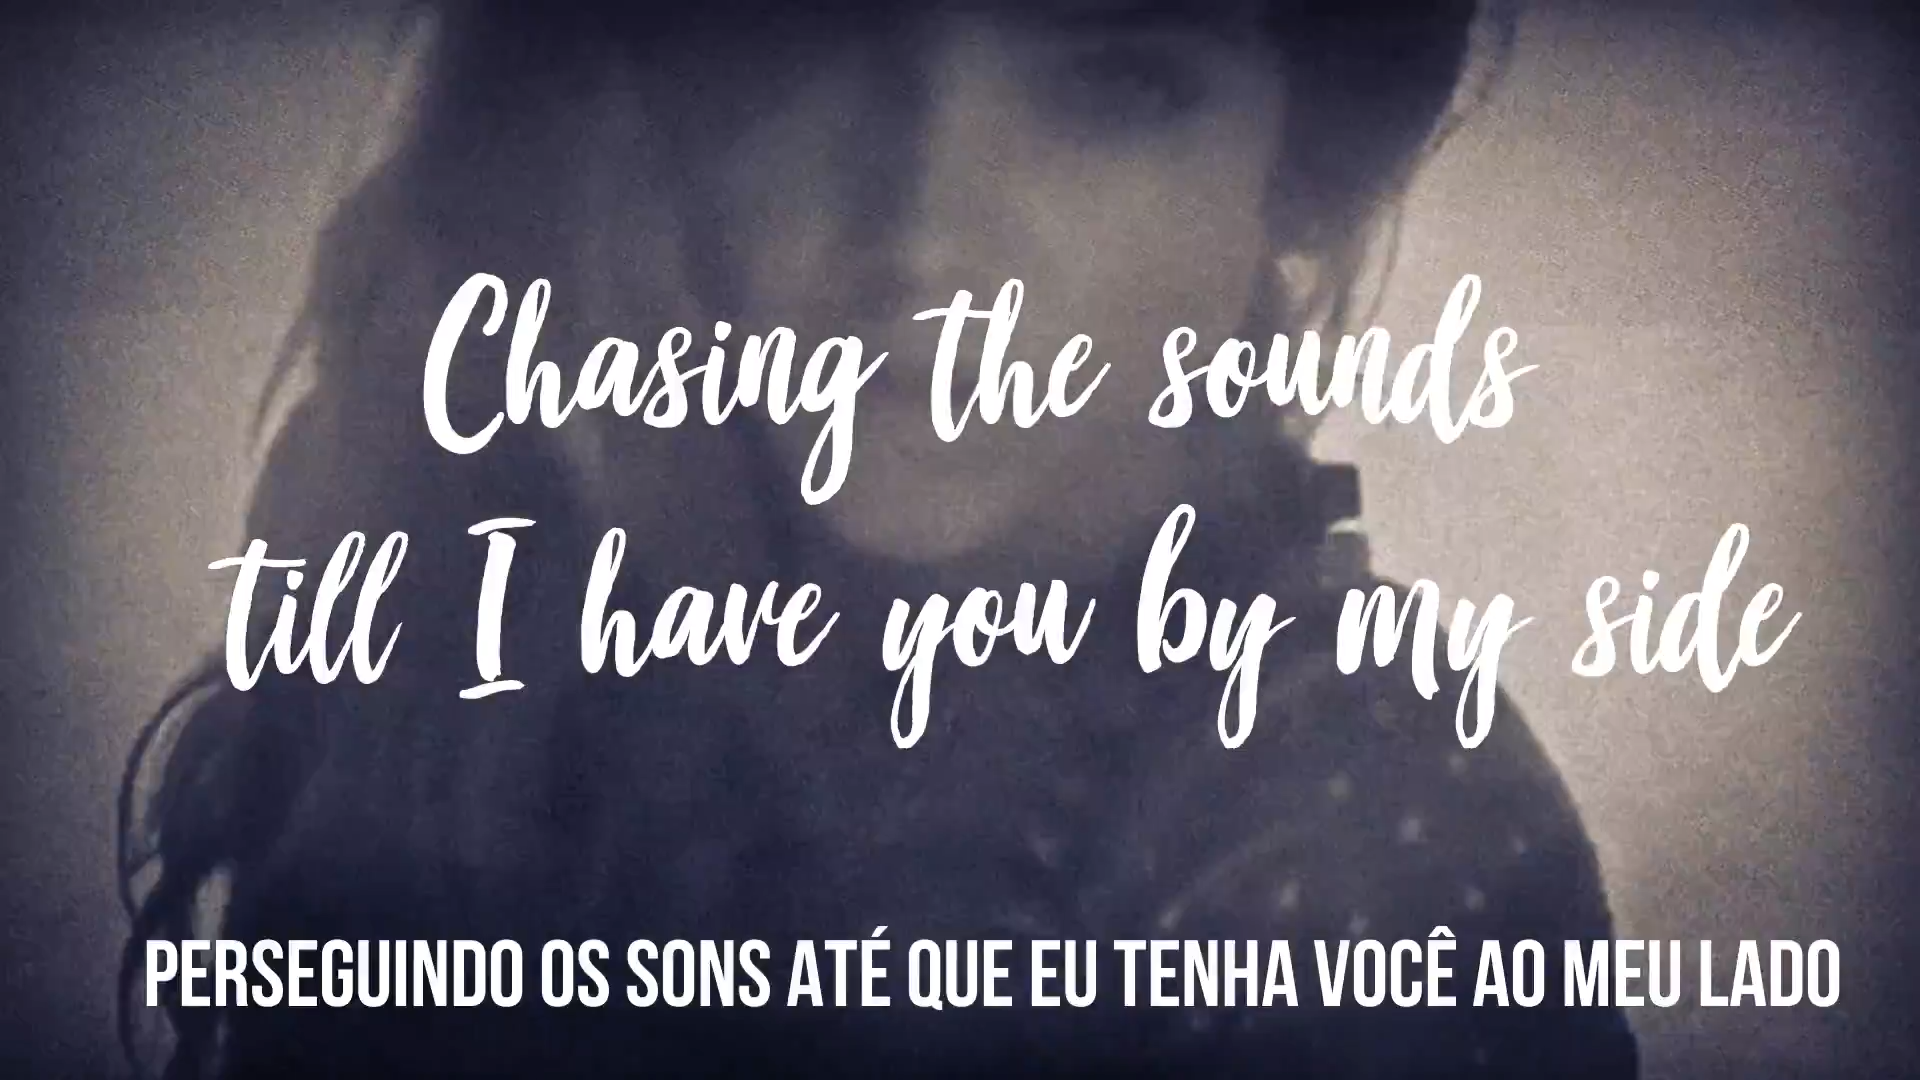 Chasing the sounds
till I have you by my side
PERSEGUINDO OS SONS ATÉ QUE EU TENHA VOCÊ AO MEU LADO